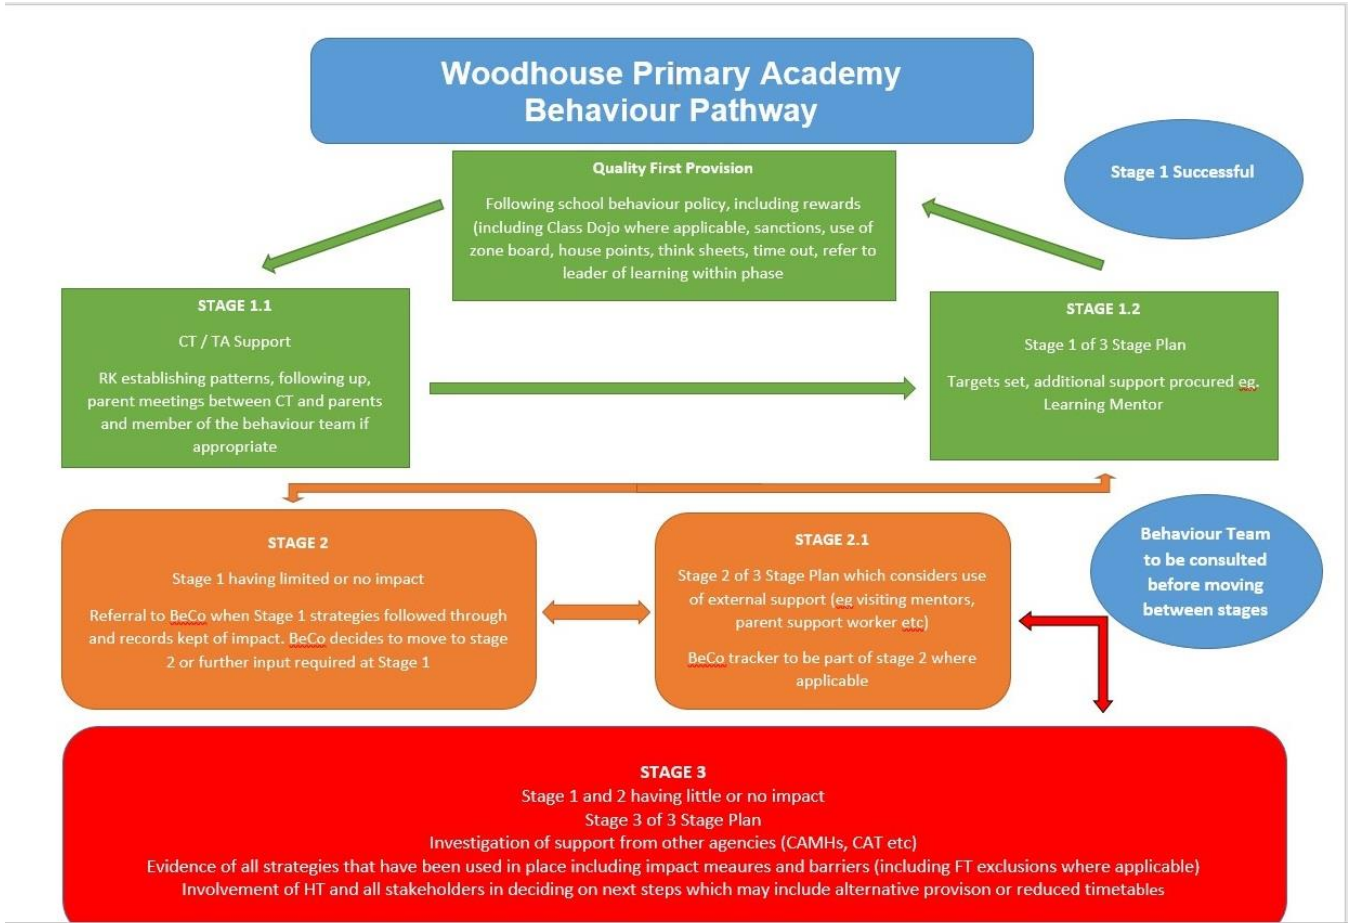 Woodhouse Primary Academy
Behaviour Pathway
Quality First Provision
Following school behaviour policy, including rewards
(including Class Dojo where applicable, sanctions, use of
zone board, house points, think sheets, time out, refer to
leader of learning within phase
Stage 1 Successful
STAGE 1.1
CT / TA Support
RK establishing patterns, following up,
parent meetings between CT and parents
and member of the behaviour team if
appropriate
STAGE 1.2
Stage 1 of 3 Stage Plan
Targets set, additional support procured eg.
Learning Mentor
STAGE 2
Stage 1 having limited or no impact
Referral to BeCo when Stage 1 strategies followed through
and records kept of impact. BeCo decides to move to stage
2 or further input required at Stage 1
STAGE 2.1
Stage 2 of 3 Stage Plan which considers use
of external support (eg visiting mentors,
parent support worker etc)
BeCo tracker to be part of stage 2 where
applicable
Behaviour Team
to be consulted
before moving
between stages
STAGE 3
Stage 1 and 2 having little or no impact
Stage 3 of 3 Stage Plan
Investigation of support from other agencies (CAMHs, CAT etc)
Evidence of all strategies that have been used in place including impact meaures and barriers (including FT exclusions where applicable)
Involvement of HT and all stakeholders in deciding on next steps which may include alternative provison or reduced timetables